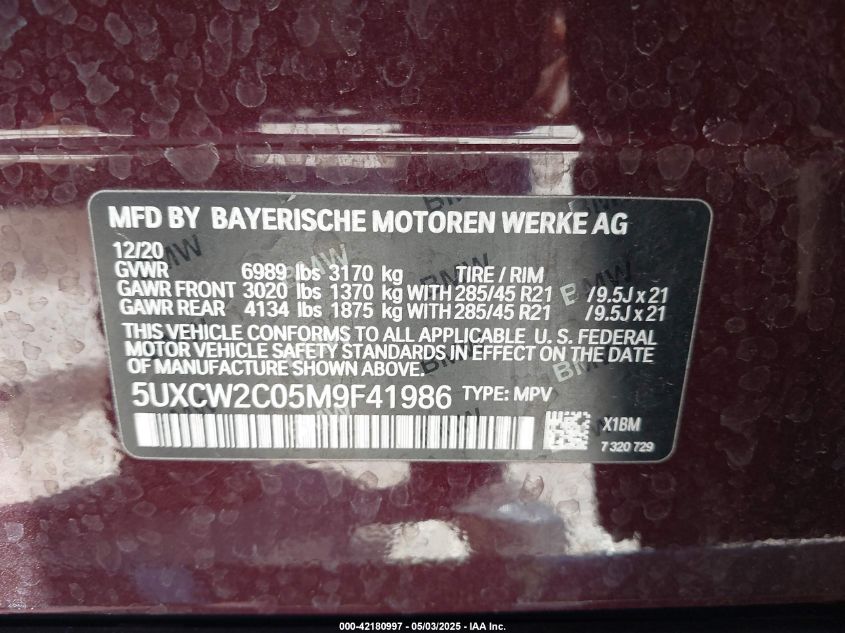 MFD BY BAYERISCHE MOTOREN WERKE AG
12/20
GVWR 6989 lbs 3170 kg TIRE / RIM
GAWR FRONT 3020 lbs 1370 kg WITH 285/45 R21 /9.5J x 21
GAWR REAR 4134 lbs 1875 kg WITH 285/45 R21 /9.5J x 21
THIS VEHICLE CONFORMS TO ALL APPLICABLE U. S. FEDERAL
MOTOR VEHICLE SAFETY STANDARDS IN EFFECT ON THE DATE
OF MANUFACTURE SHOWN ABOVE.
5UXCW2C05M9F41986 TYPE: MPV
X1BM
7 320 729
000-42180997 - 05/03/2025 - IAA Inc.